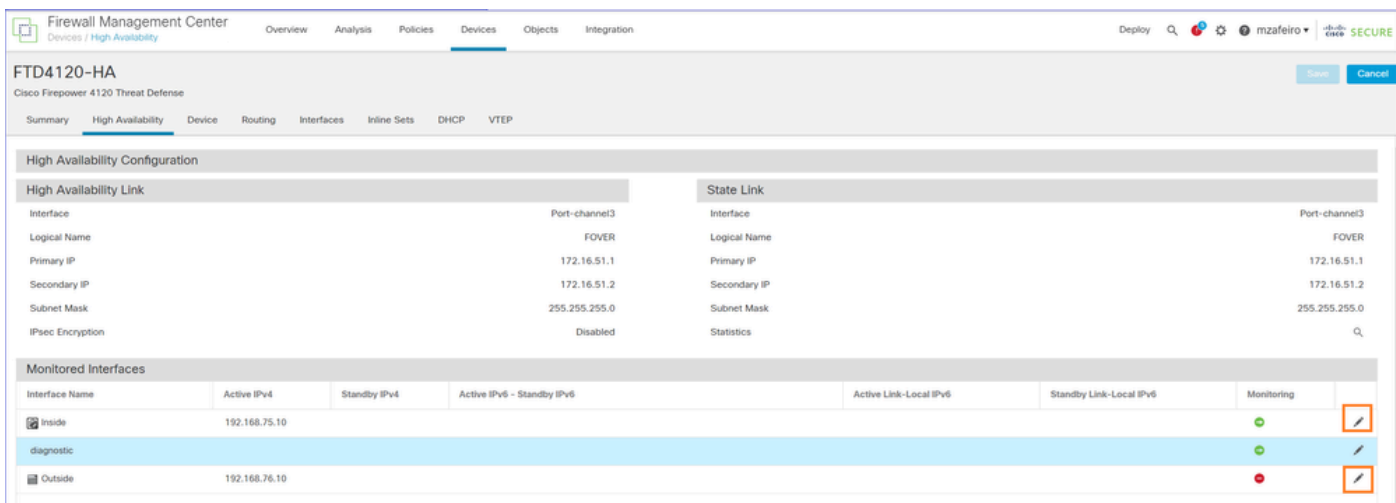 Firewall Management Center
Devices / High Availability
Overview Analysis Policies Devices Objects Integration
Deploy mzafeiro SECURE
FTD4120-HA
Save Cancel
Cisco Firepower 4120 Threat Defense
Summary High Availability Device Routing Interfaces Inline Sets DHCP VTEP
High Availability Configuration
High Availability Link State Link
Interface Port-channel3 Interface Port-channel3
Logical Name FOVER Logical Name FOVER
Primary IP 172.16.51.1 Primary IP 172.16.51.1
Secondary IP 172.16.51.2 Secondary IP 172.16.51.2
Subnet Mask 255.255.255.0 Subnet Mask 255.255.255.0
IPsec Encryption Disabled Statistics
Monitored Interfaces
Interface Name Active IPv4 Standby IPv4 Active IPv6 - Standby IPv6 Active Link-Local IPv6 Standby Link-Local IPv6 Monitoring
Inside 192.168.75.10
diagnostic
Outside 192.168.76.10